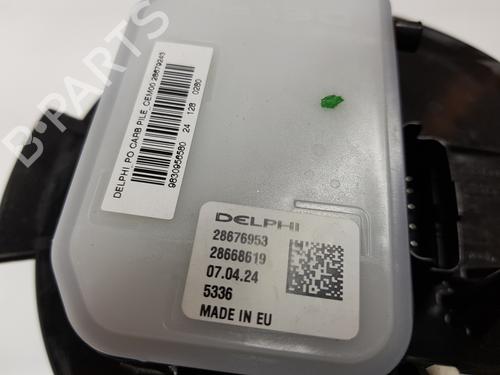 DELPHI PO CARB PILE CEM00 28679243
9830956580 24 128 0280
DELPHI
28676953
28668619
07.04.24
5336
MADE IN EU
B-PARTS